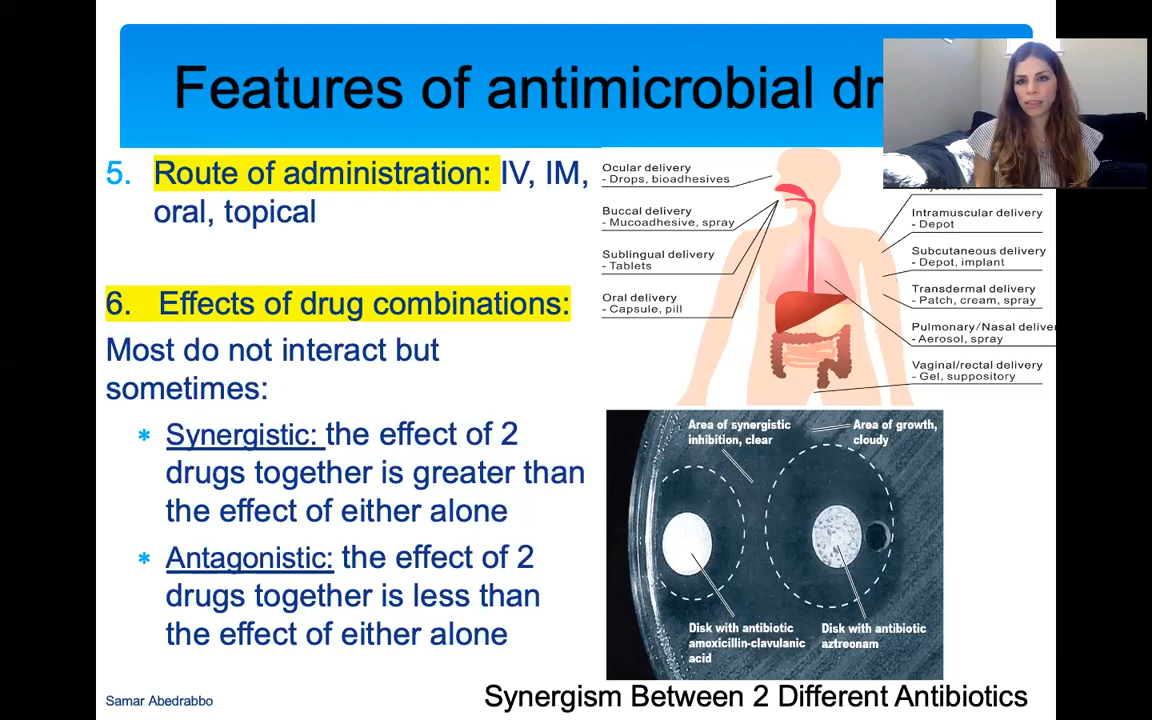 Features of antimicrobial
5. Route of administration: IV, IM,
oral, topical
6. Effects of drug combinations:
Most do not interact but
sometimes:
* Synergistic: the effect of 2
drugs together is greater than
the effect of either alone
* Antagonistic: the effect of 2
drugs together is less than
the effect of either alone
Ocular delivery
- Drops, bioadhesives
Buccal delivery
- Mucoadhesive, spray
Sublingual delivery
- Tablets
Oral delivery
- Capsule, pill
Intramuscular delivery
- Depot
Subcutaneous delivery
- Depot, implant
Transdermal delivery
- Patch, cream, spray
Pulmonary/Nasal deliver
- Aerosol, spray
Vaginal/rectal delivery
- Gel, suppository
Area of synergistic
inhibition, clear
Area of growth,
cloudy
Disk with antibiotic
amoxicillin-clavulanic
acid
Disk with antibiotic
aztreonam
Synergism Between 2 Different Antibiotics
Samar Abedrabbo